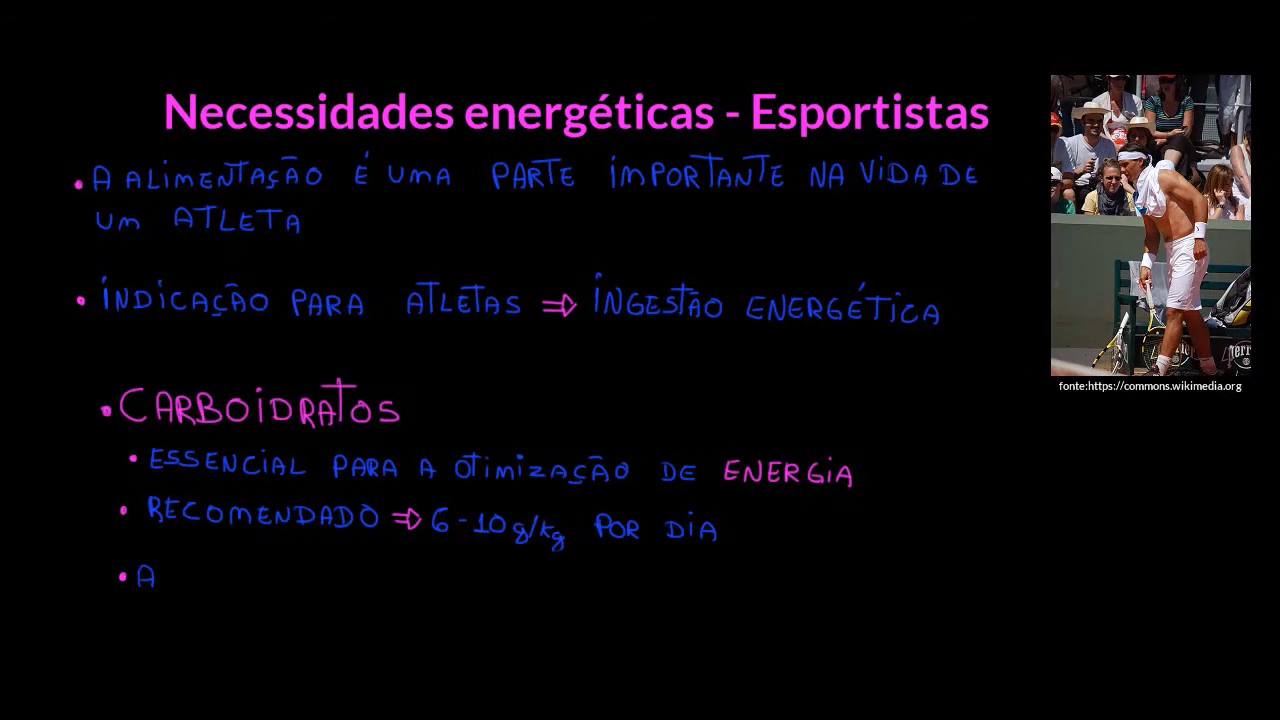 Necessidades energéticas - Esportistas
• A ALIMENTAÇÃO É UMA PARTE IMPORTANTE NA VIDA DE
UM ATLETA
• INDICAÇÃO PARA ATLETAS ⇒ INGESTÃO ENERGÉTICA
fonte:https://commons.wikimedia.org
• CARBOIDRATOS
• ESSENCIAL PARA A OTIMIZAÇÃO DE ENERGIA
• RECOMENDADO ⇒ 6-10g/kg POR DIA
• A